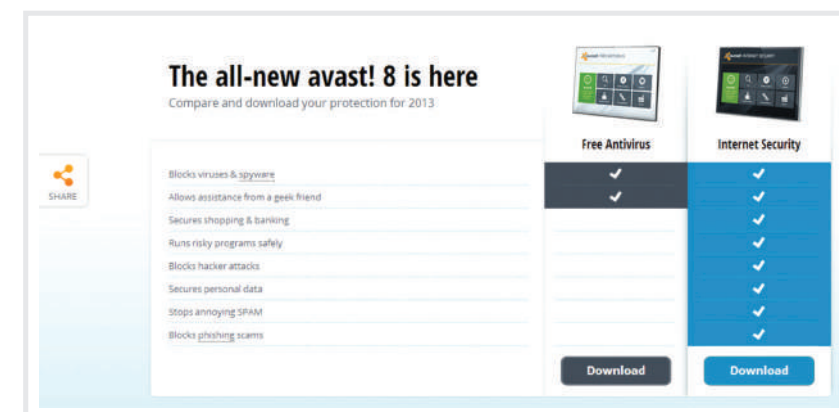 The all-new avast! 8 is here
Compare and download your protection for 2013
Free Antivirus
Internet Security
SHARE
Blocks viruses & spyware
Allows assistance from a geek friend
Secures shopping & banking
Runs risky programs safely
Blocks hacker attacks
Secures personal data
Stops annoying SPAM
Blocks phishing scams
Download
Download